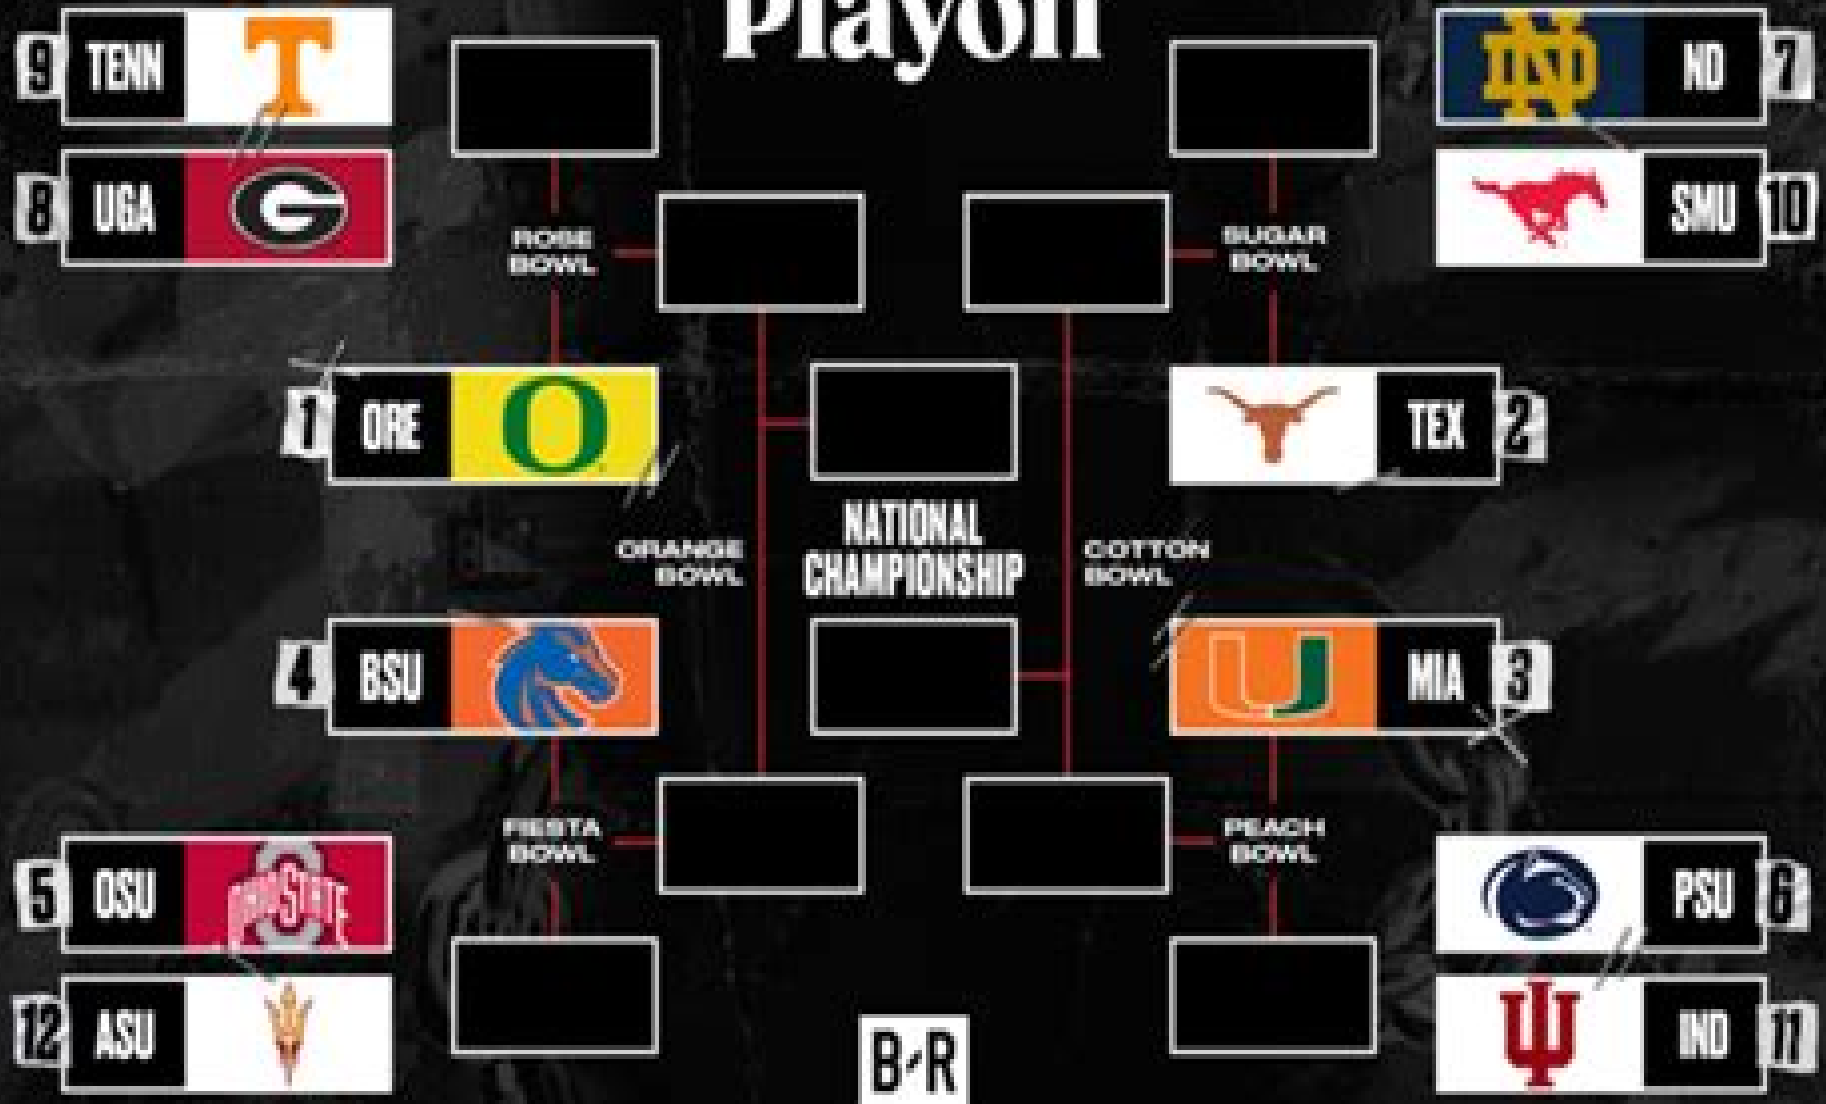 Playoff
9 TENN
8 UGA
ROSE
BOWL
1 ORE
ORANGE
BOWL
4 BSU
FIESTA
BOWL
5 OSU
OHIO STATE
12 ASU
NATIONAL
CHAMPIONSHIP
B/R
ND 7
SMU 10
SUGAR
BOWL
TEX 2
COTTON
BOWL
MIA 3
PEACH
BOWL
PSU 6
IND 11